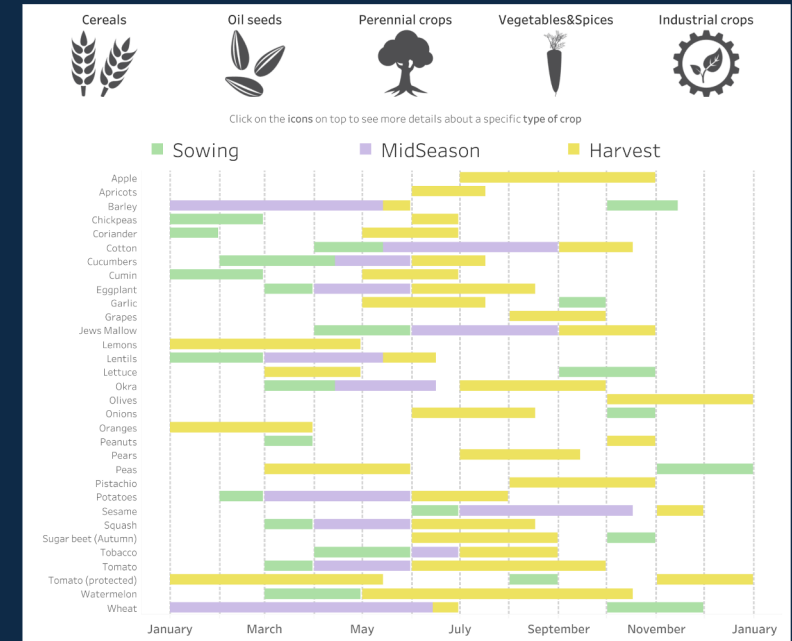 Cereals Oil seeds Perennial crops Vegetables&Spices Industrial crops
Click on the icons on top to see more details about a specific type of crop
Sowing MidSeason Harvest
Apple
Apricots
Barley
Chickpeas
Coriander
Cotton
Cucumbers
Cumin
Eggplant
Garlic
Grapes
Jews Mallow
Lemons
Lentils
Lettuce
Okra
Olives
Onions
Oranges
Peanuts
Pears
Peas
Pistachio
Potatoes
Sesame
Squash
Sugar beet (Autumn)
Tobacco
Tomato
Tomato (protected)
Watermelon
Wheat
January March May July September November January